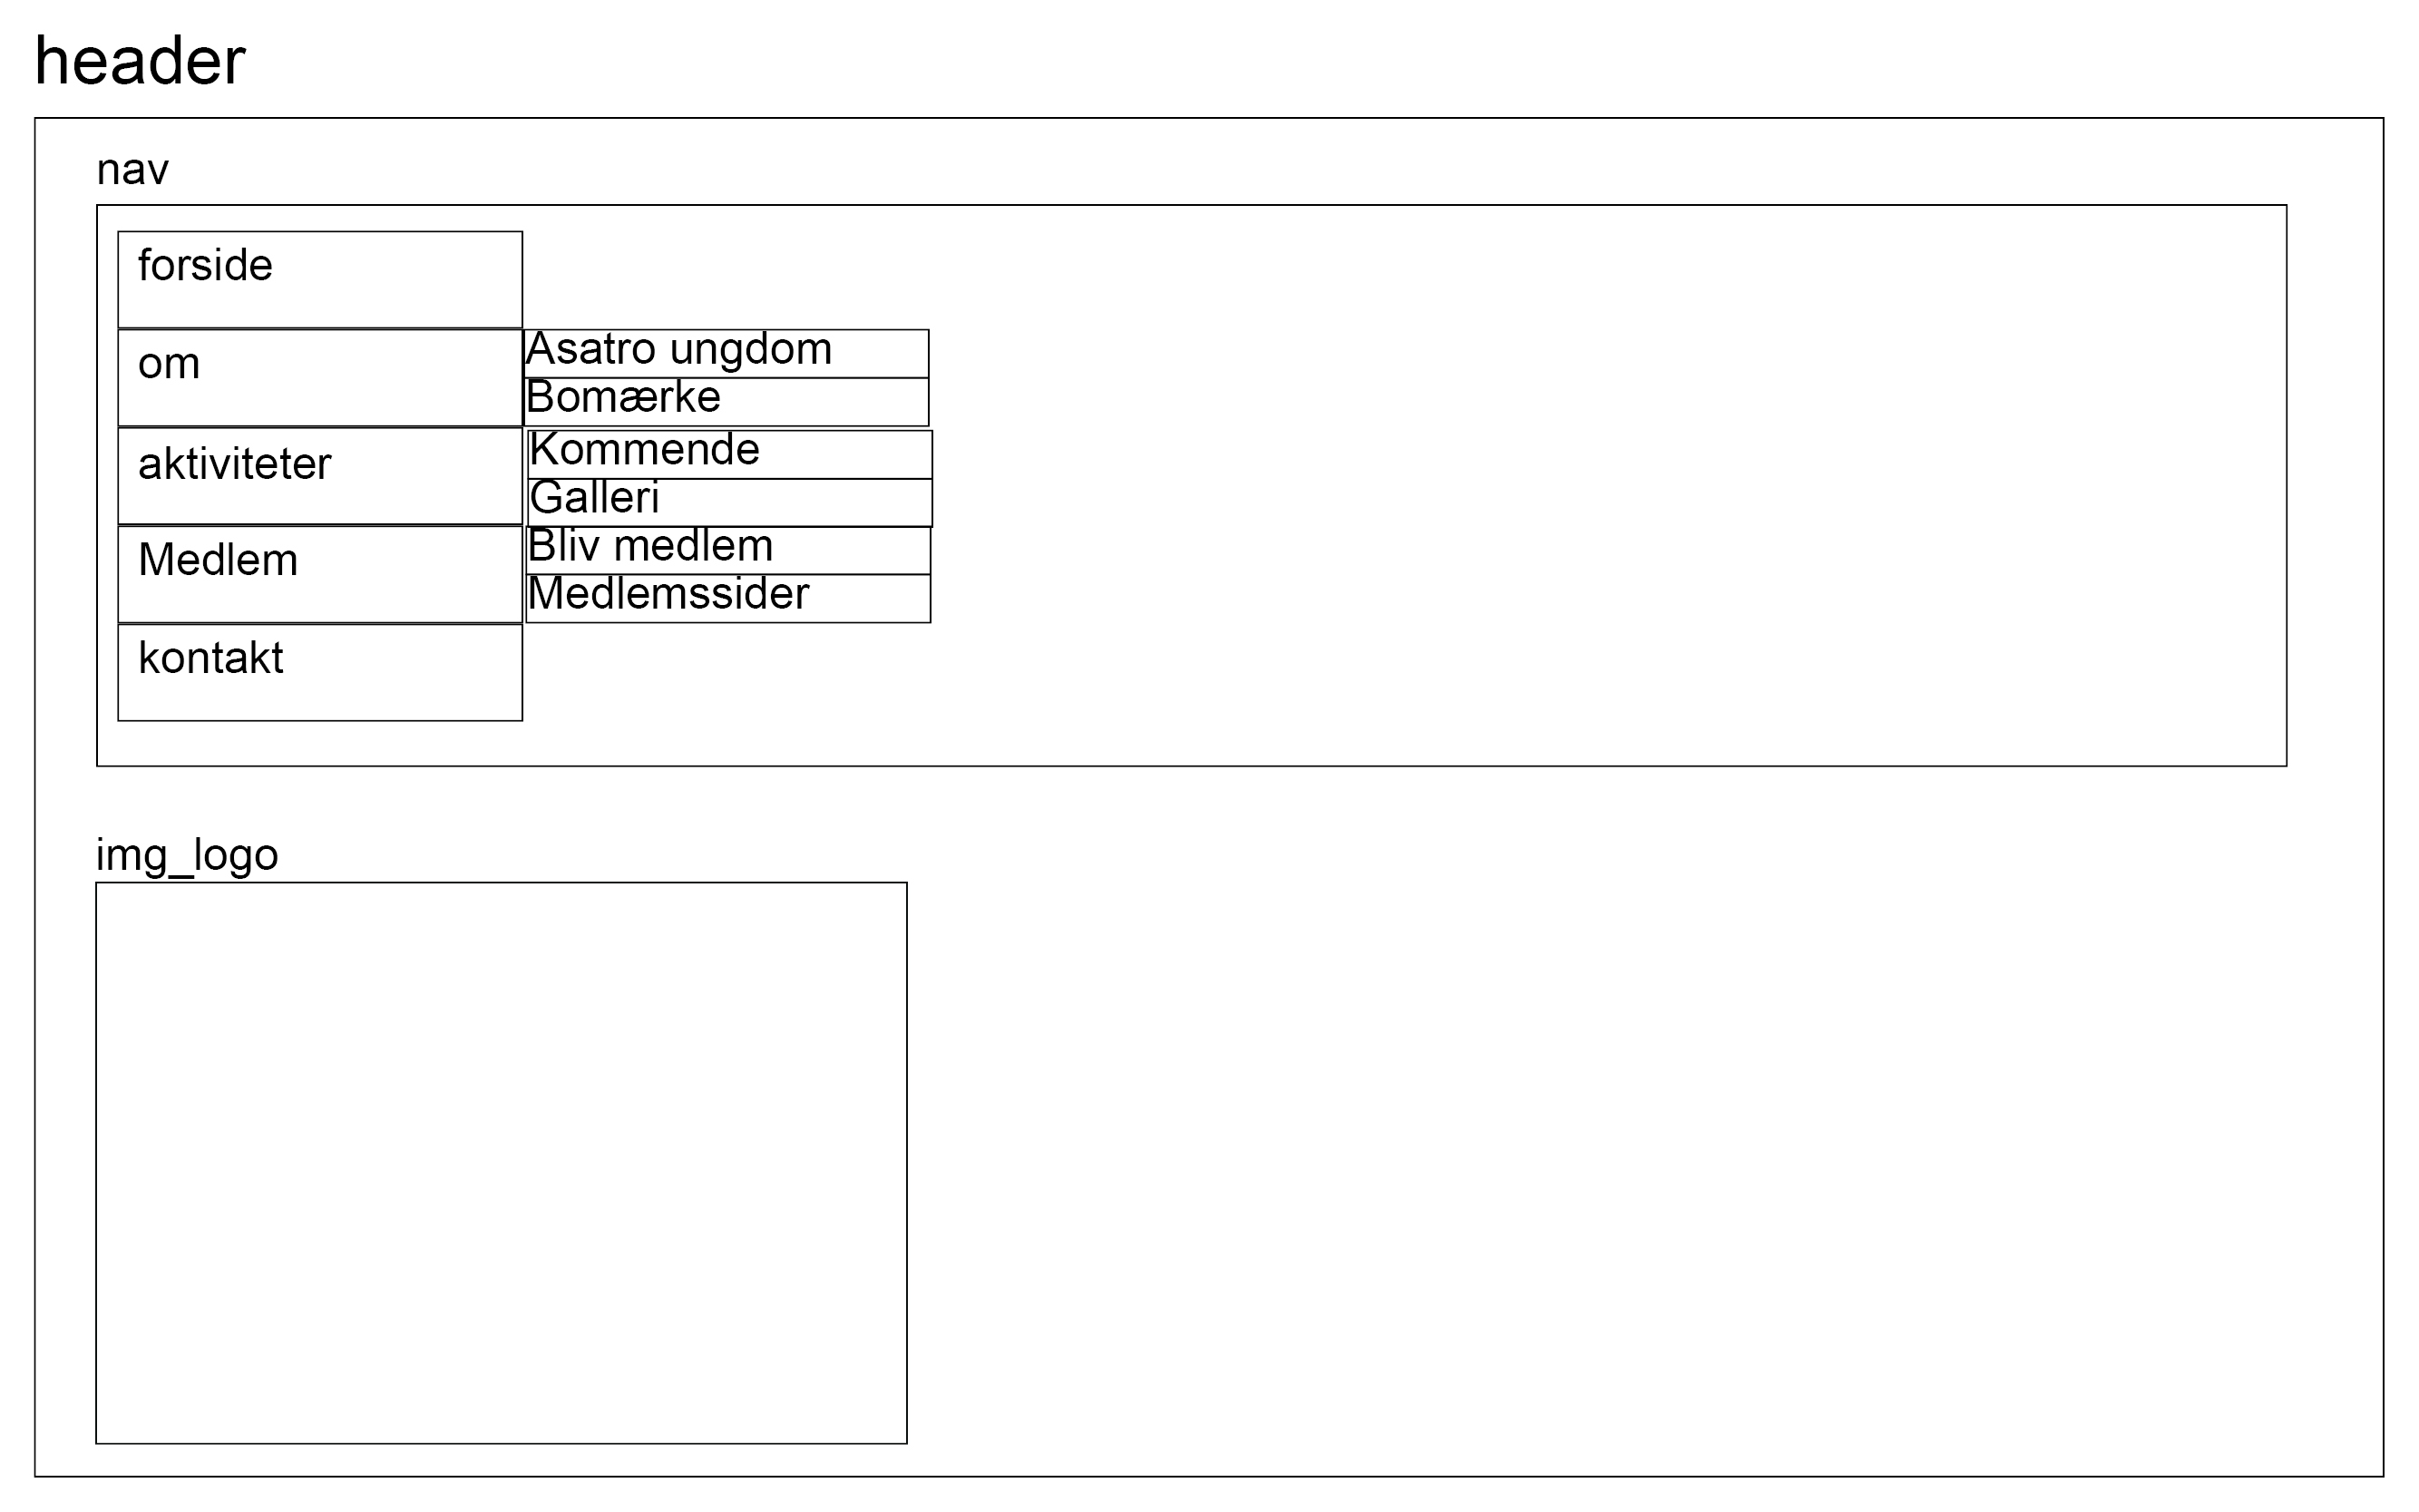 header
nav
forside
om
Asatro ungdom
Bomærke
aktiviteter
Kommende
Galleri
Medlem
Bliv medlem
Medlemssider
kontakt
img_logo